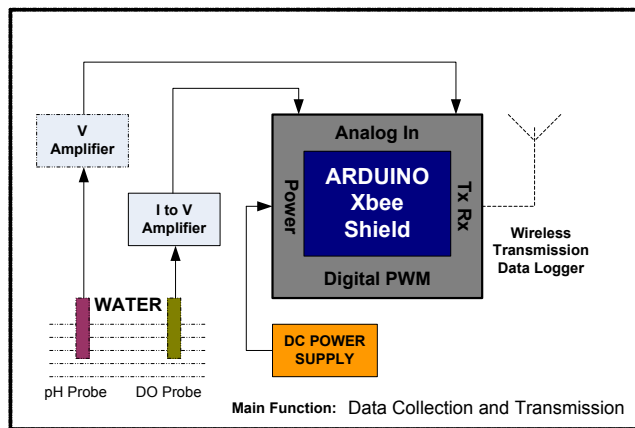 V
Amplifier
I to V
Amplifier
Analog In
Power
ARDUINO
Xbee
Shield
Tx Rx
Digital PWM
Wireless
Transmission
Data Logger
WATER
DC POWER
SUPPLY
pH Probe
DO Probe
Main Function: Data Collection and Transmission